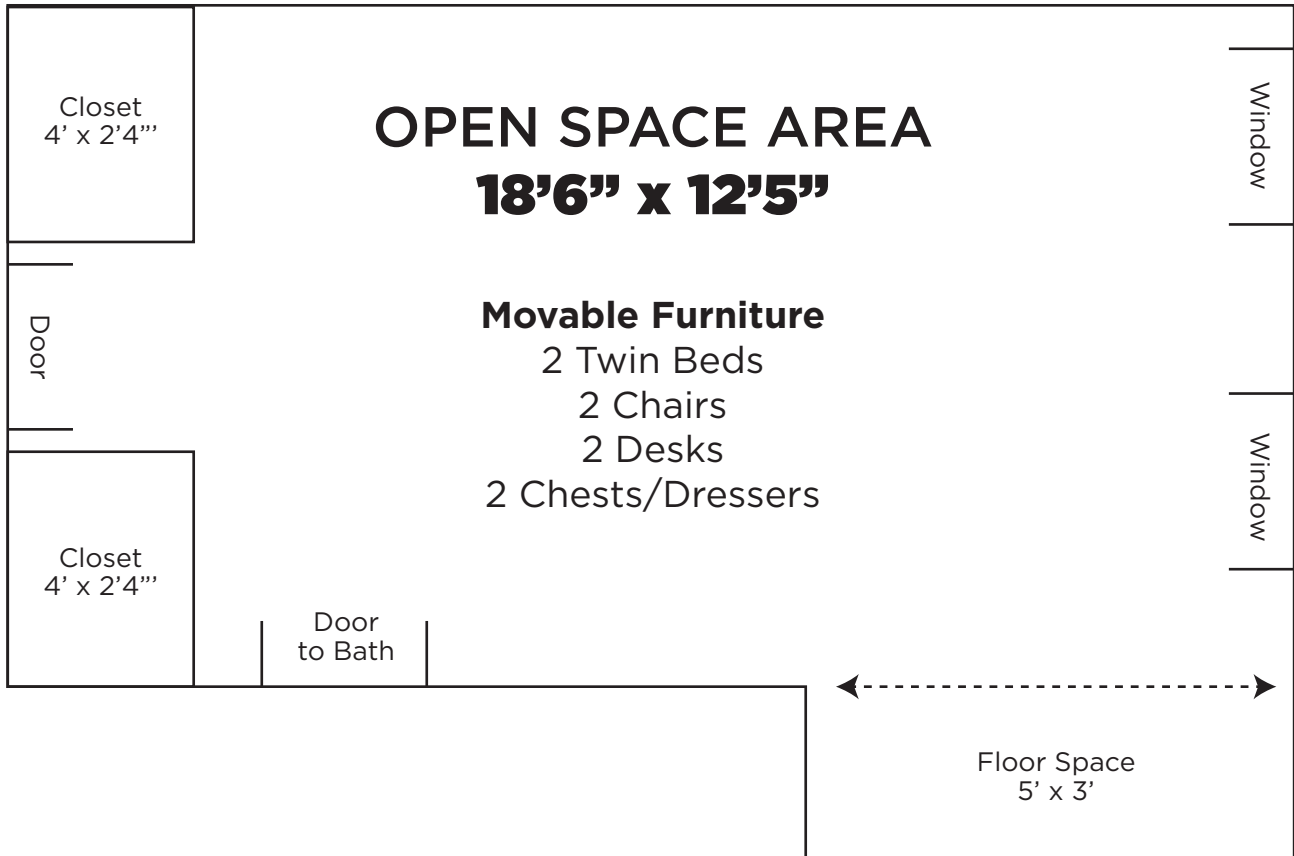 Closet
4’ x 2’4”’
OPEN SPACE AREA
18’6” x 12’5”
Window
Door
Movable Furniture
2 Twin Beds
2 Chairs
2 Desks
2 Chests/Dressers
Window
Closet
4’ x 2’4”’
Door
to Bath
Floor Space
5’ x 3’